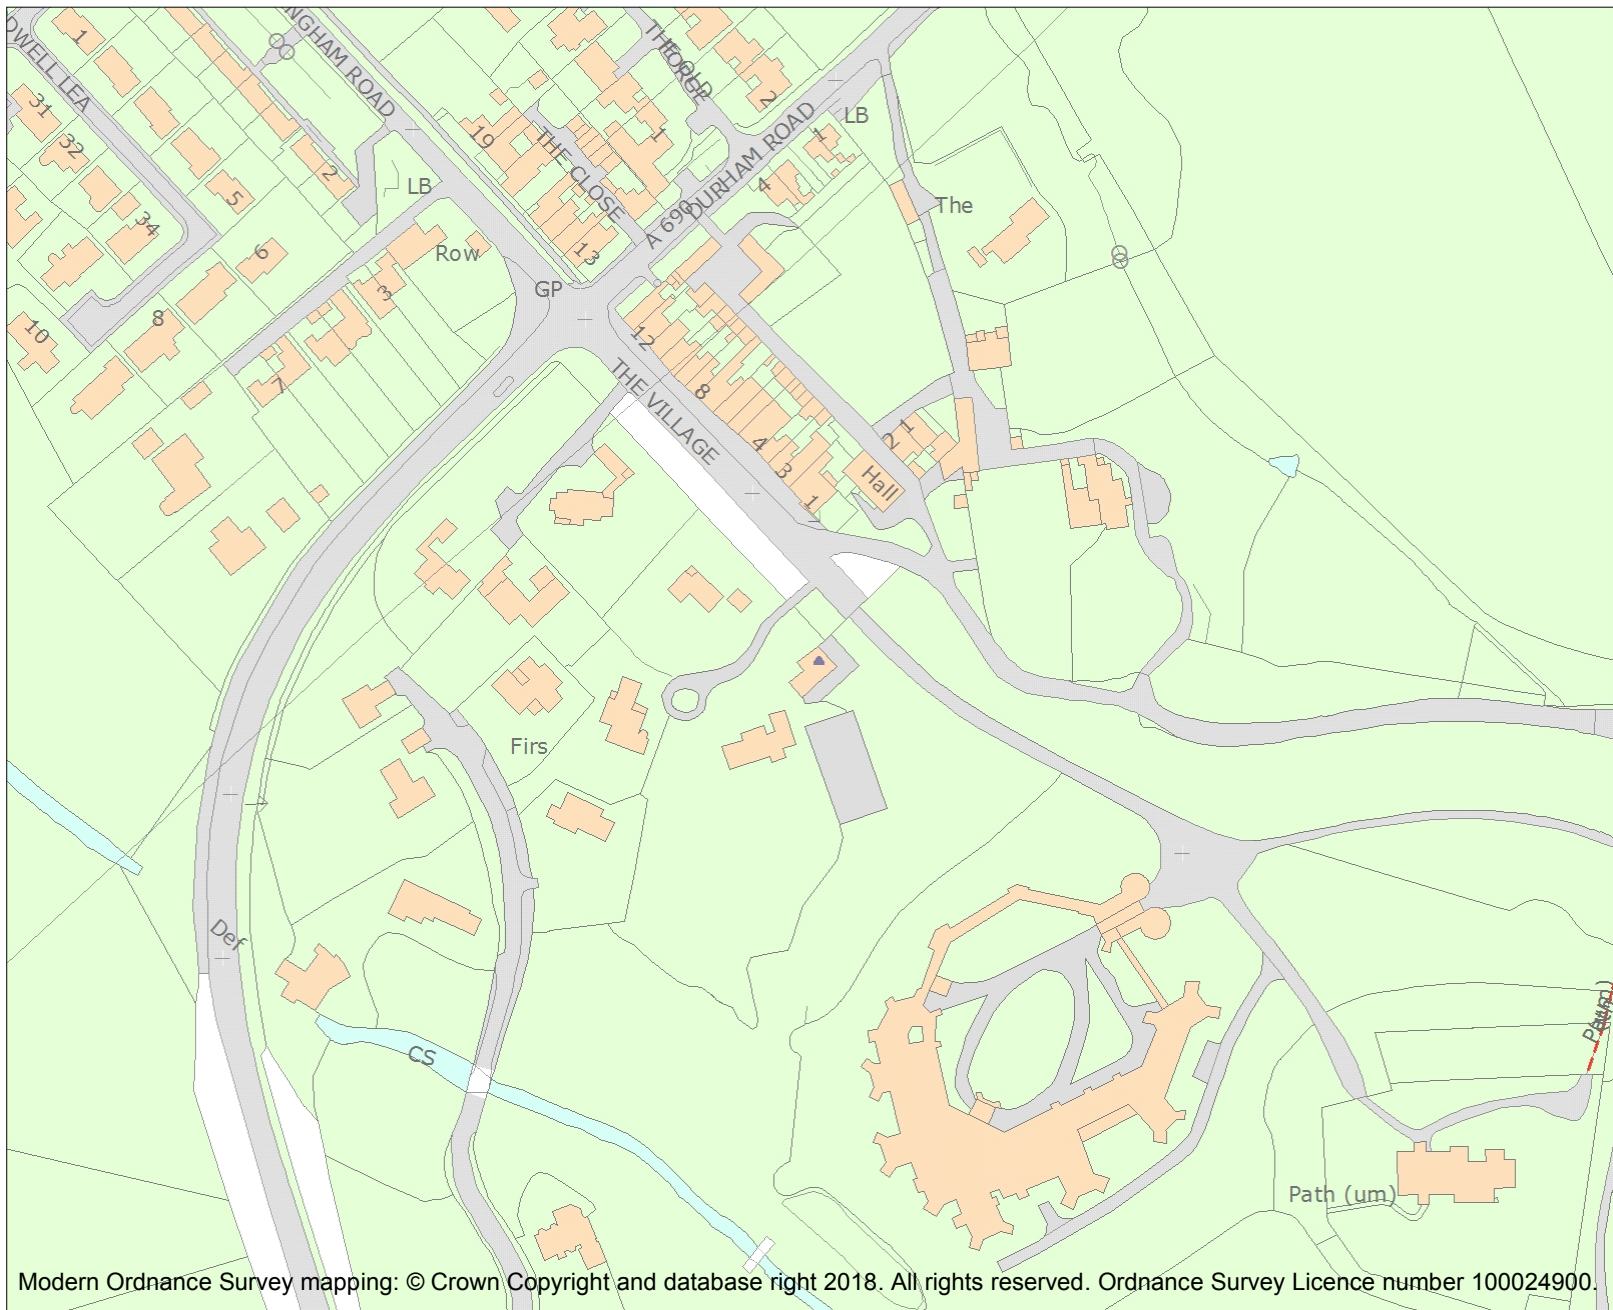 DWELL LEA
1
NGHAM ROAD
THE OLD
FORGE
2
LB
DURHAM ROAD
A 690
1
4
1
THE CLOSE
19
13
31
32
5
34
2
LB
Row
6
3
GP
10
8
7
The
12
THE VILLAGE
8
4
3
1
Hall
1
2
Firs
Def
CS
Path (um)
Modern Ordnance Survey mapping: © Crown Copyright and database right 2018. All rights reserved. Ordnance Survey Licence number 100024900.